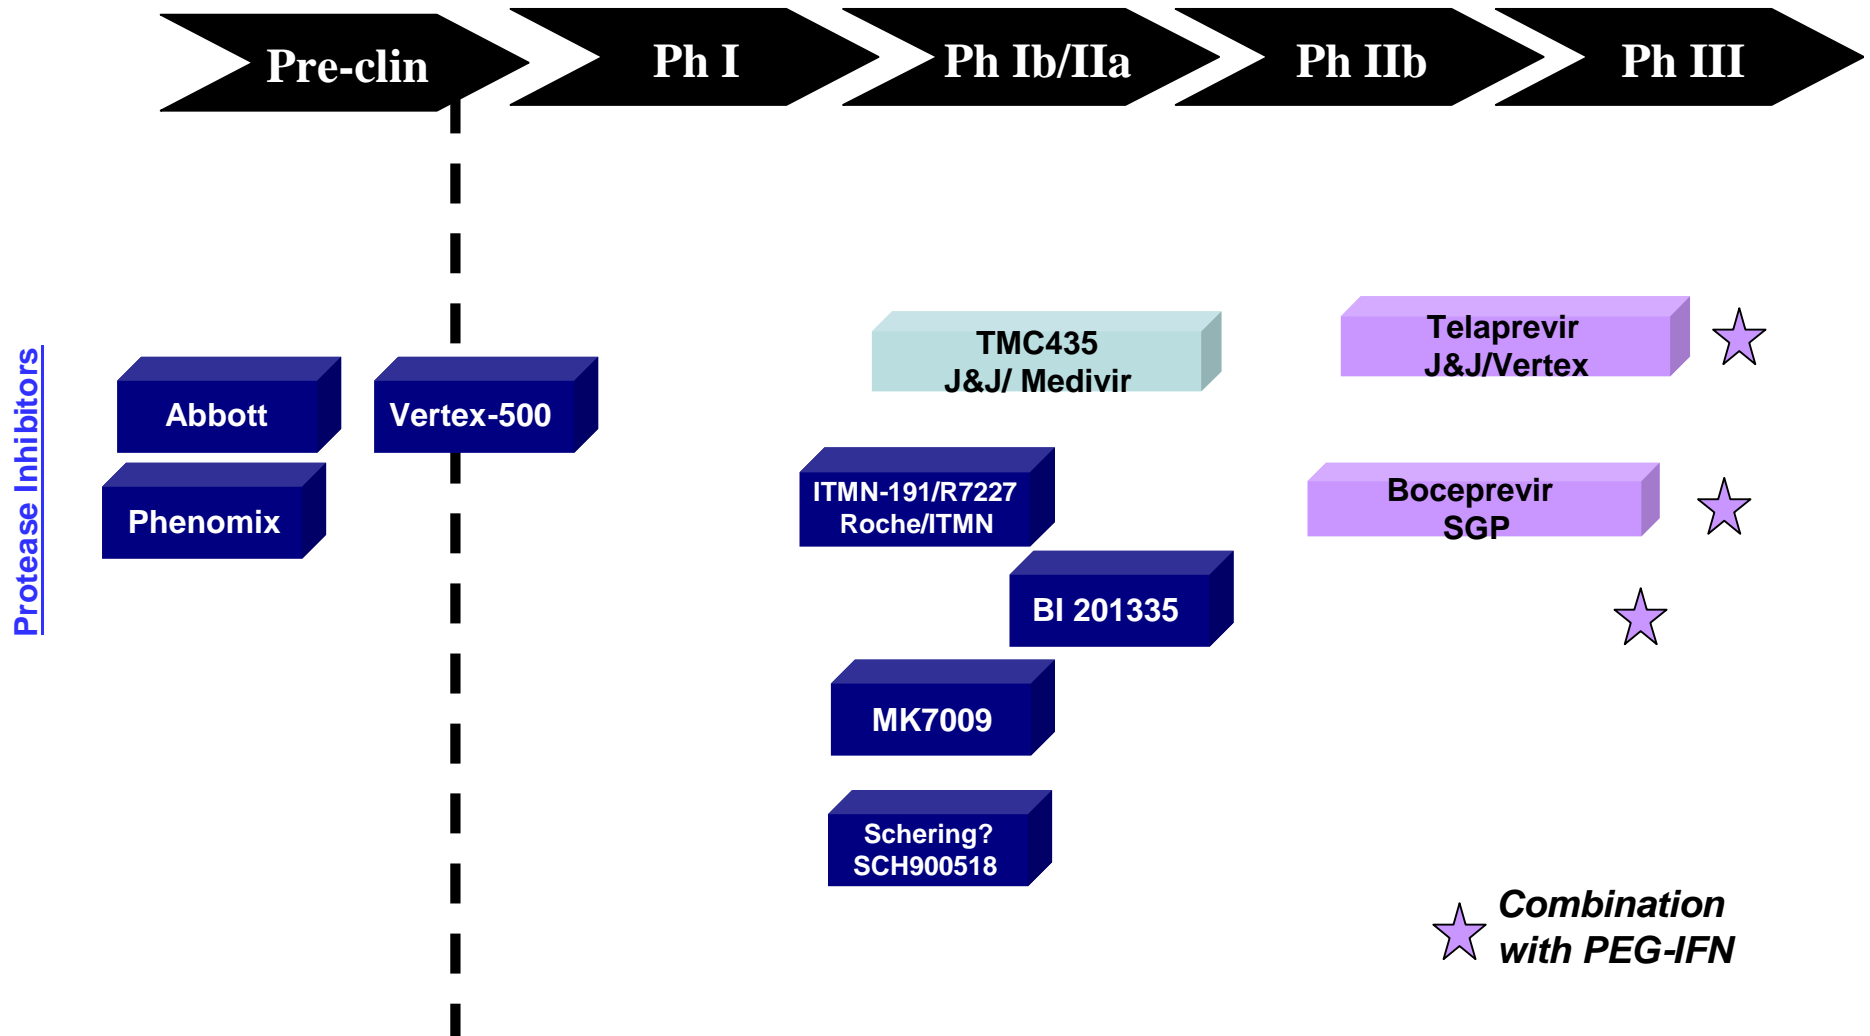 Pre-clin
Ph I
Ph Ib/IIa
Ph IIb
Ph III
Protease Inhibitors
Abbott
Phenomix
Vertex-500
TMC435
J&J/ Medivir
ITMN-191/R7227
Roche/ITMN
BI 201335
MK7009
Schering?
SCH900518
Telaprevir
J&J/Vertex
Boceprevir
SGP
Combination
with PEG-IFN